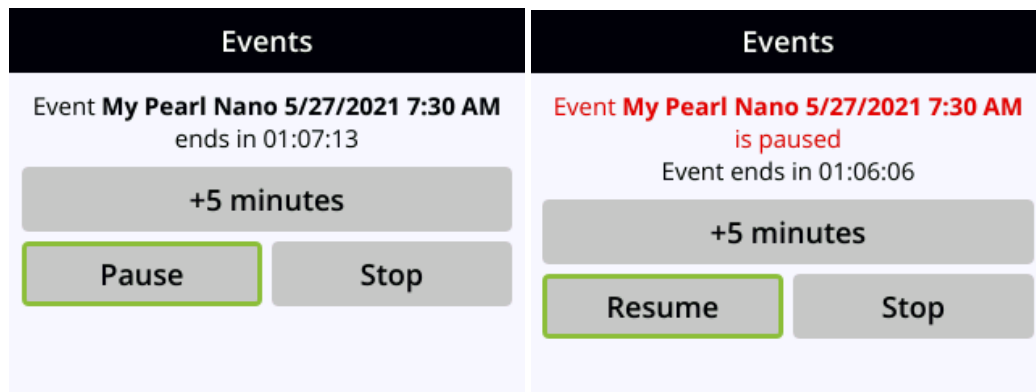 Events
Event My Pearl Nano 5/27/2021 7:30 AM
ends in 01:07:13
+5 minutes
Pause
Stop
Events
Event My Pearl Nano 5/27/2021 7:30 AM
is paused
Event ends in 01:06:06
+5 minutes
Resume
Stop